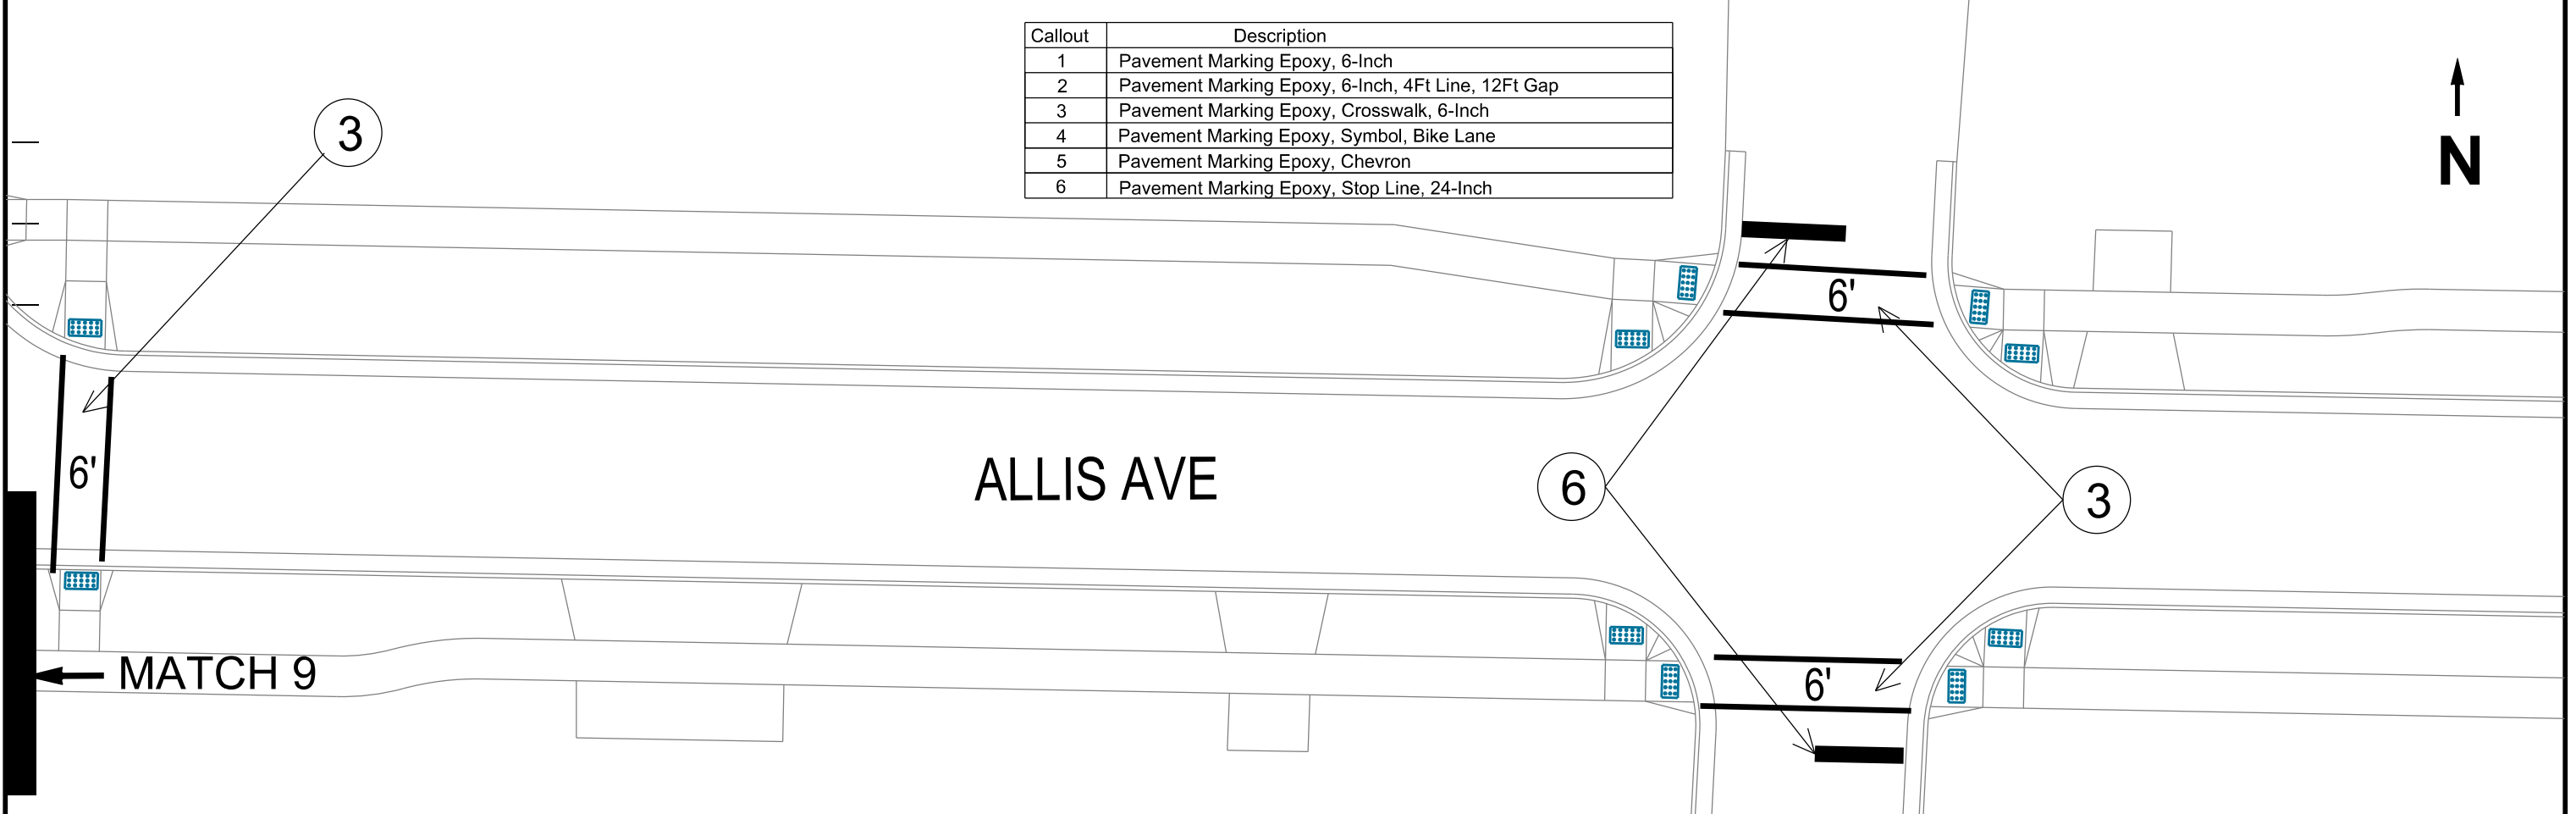 Callout Description
1 Pavement Marking Epoxy, 6-Inch
2 Pavement Marking Epoxy, 6-Inch, 4Ft Line, 12Ft Gap
3 Pavement Marking Epoxy, Crosswalk, 6-Inch
4 Pavement Marking Epoxy, Symbol, Bike Lane
5 Pavement Marking Epoxy, Chevron
6 Pavement Marking Epoxy, Stop Line, 24-Inch
3
N
6'
6'
ALLIS AVE
6
3
MATCH 9
6'